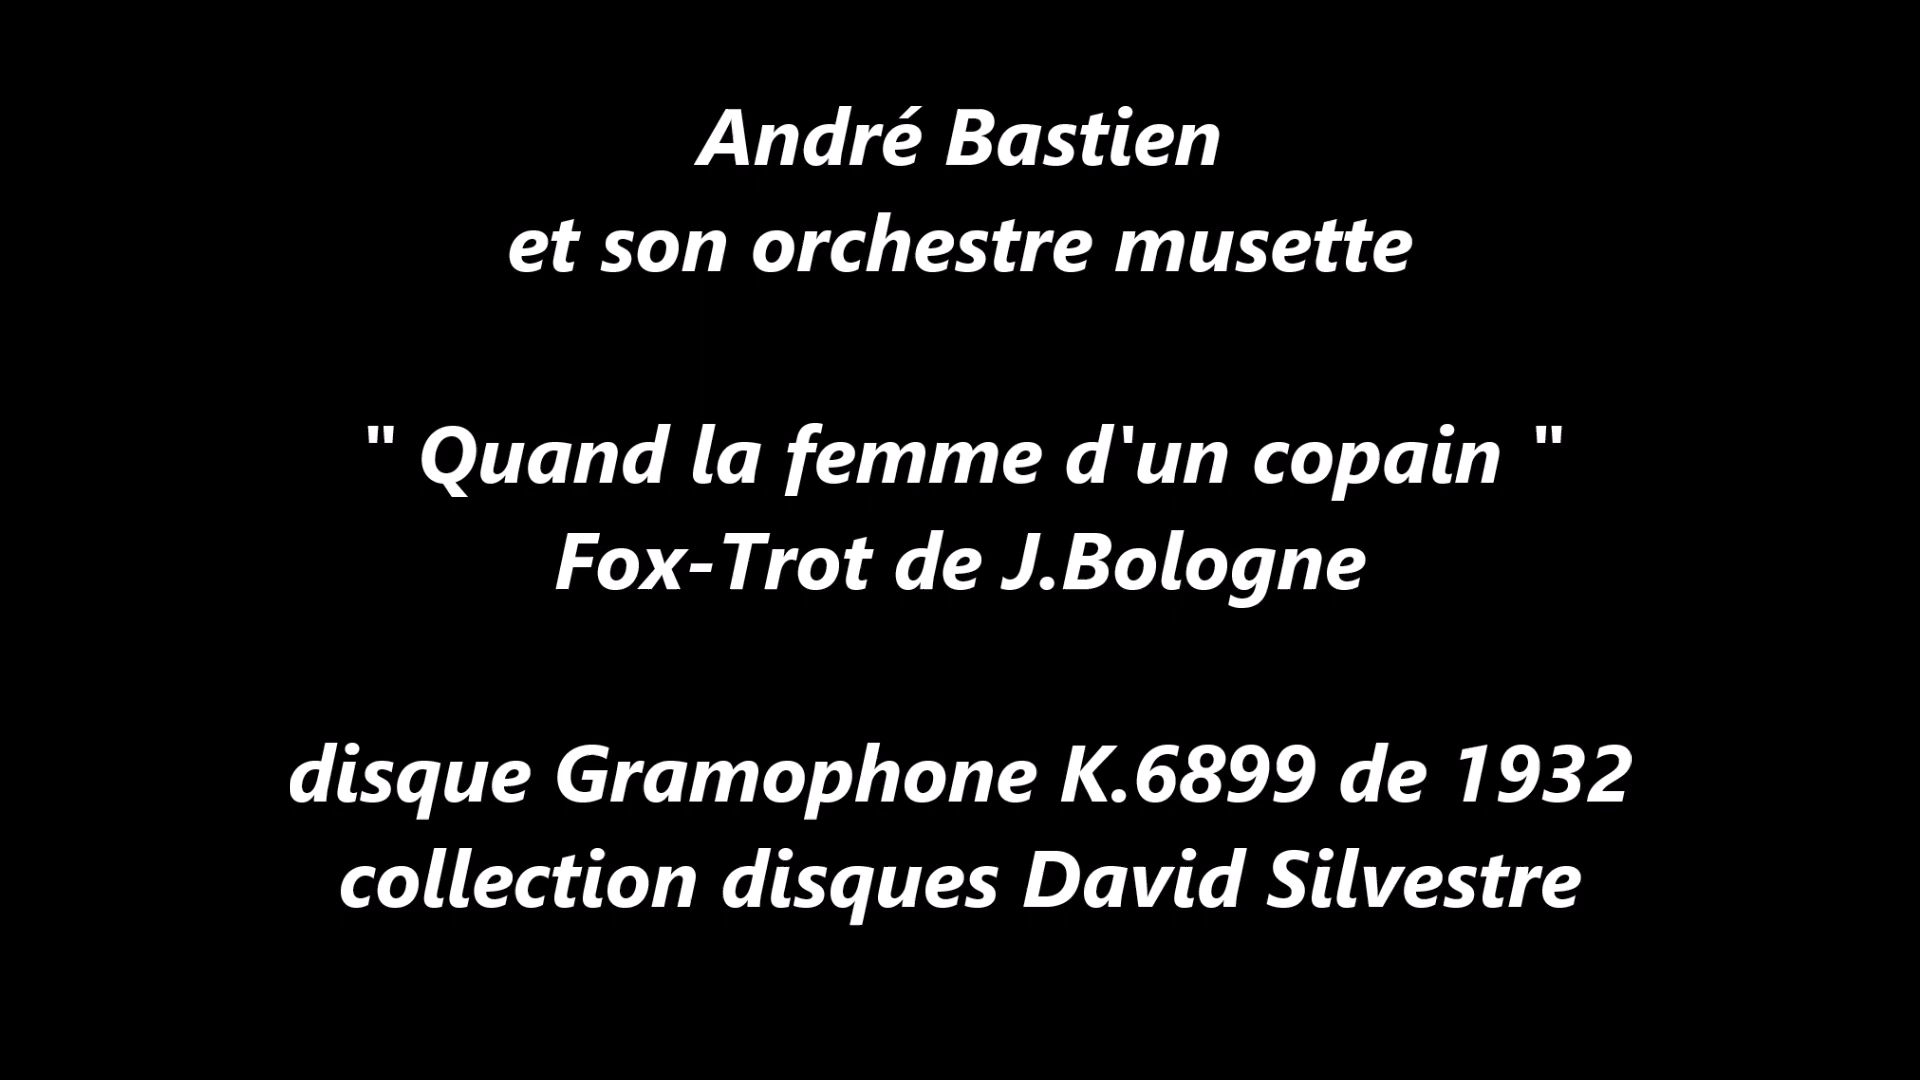 André Bastien
et son orchestre musette
" Quand la femme d'un copain "
Fox-Trot de J.Bologne
disque Gramophone K.6899 de 1932
collection disques David Silvestre